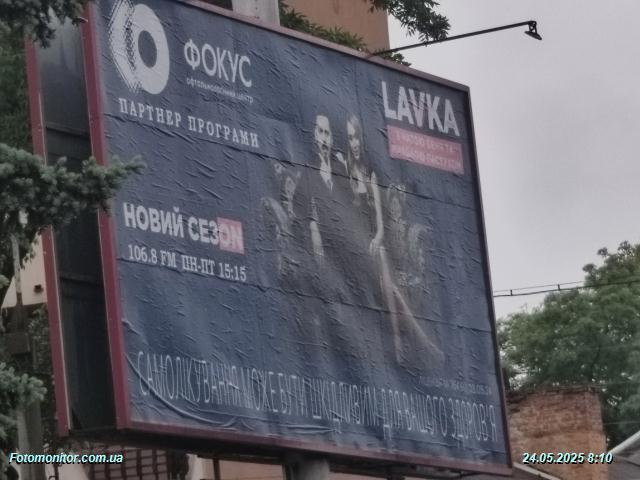 ФОКУС
офтальмологічний центр
ПАРТНЕР ПРОГРАМИ
LAVKA
НОВИЙ СЕЗON
106.8 FM ПН-ПТ 15:15
САМОЛІКУВАННЯ МОЖЕ БУТИ ШКІДЛИВИМ ДЛЯ ВАШОГО ЗДОРОВ'Я
Fotomonitor.com.ua
24.05.2025 8:10